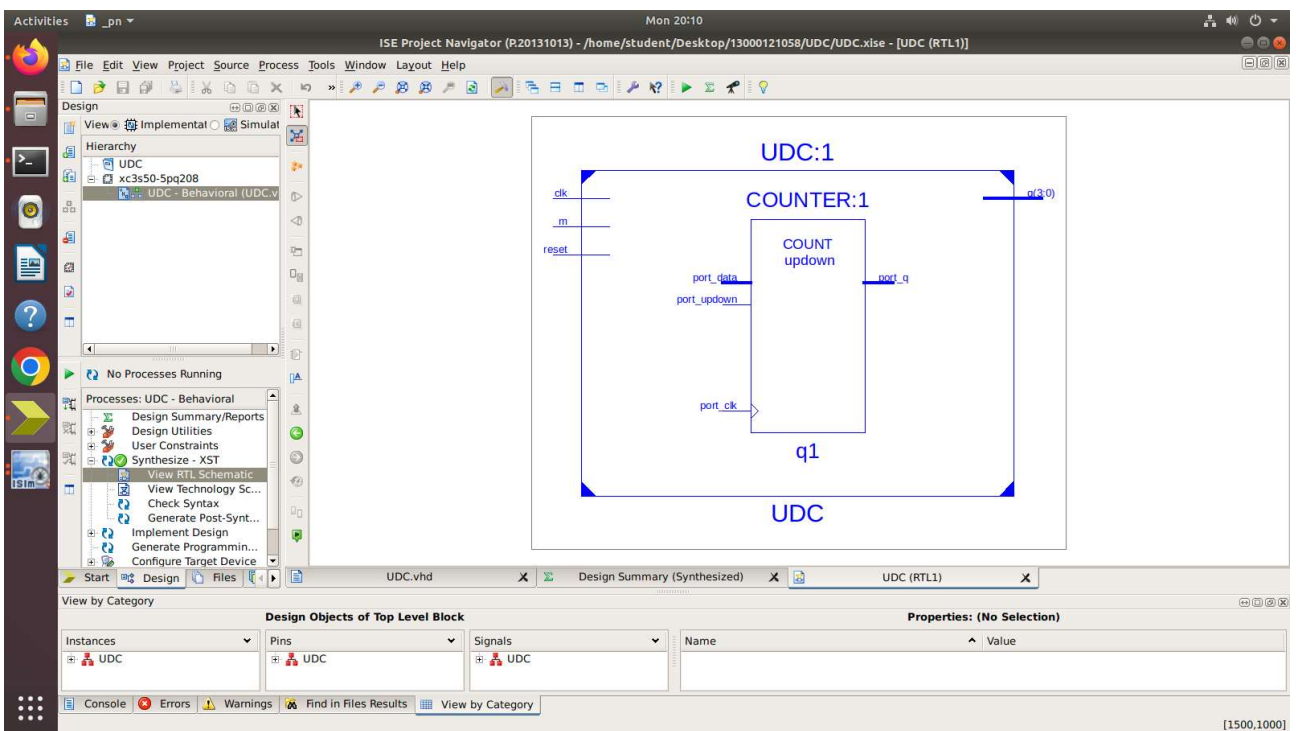 Activities _pn Mon 20:10
ISE Project Navigator (P.20131013) - /home/student/Desktop/13000121058/UDC/UDC.xise - [UDC (RTL1)]
File Edit View Project Source Process Tools Window Layout Help
Design
View Implementat Simulat
Hierarchy
UDC
xc3s50-5pq208
UDC - Behavioral (UDC.v
No Processes Running
Processes: UDC - Behavioral
Design Summary/Reports
Design Utilities
User Constraints
Synthesize - XST
View RTL Schematic
View Technology Sc...
Check Syntax
Generate Post-Synt...
Implement Design
Generate Programmin...
Configure Target Device
Start Design Files
UDC:1
clk
m
reset
q(3:0)
COUNTER:1
COUNT
updown
port_data
port_updown
port_q
port_clk
q1
UDC
UDC.vhd
Design Summary (Synthesized)
UDC (RTL1)
View by Category
Design Objects of Top Level Block
Properties: (No Selection)
Instances Pins Signals Name Value
UDC UDC UDC
Console Errors Warnings Find in Files Results View by Category
[1500,1000]
ISim